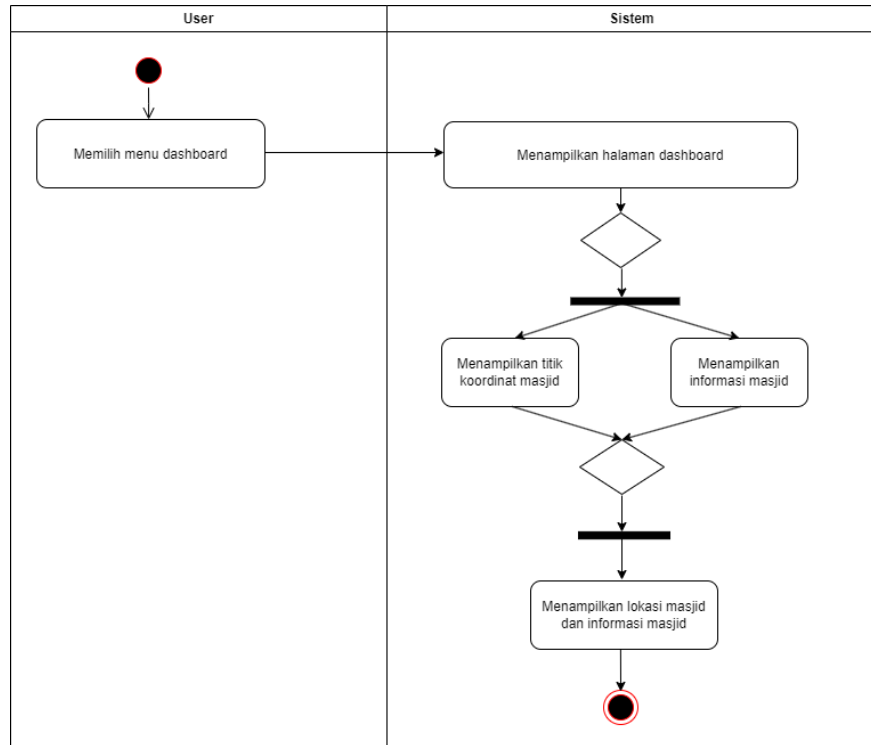 User
Sistem
Memilih menu dashboard
Menampilkan halaman dashboard
Menampilkan titik
koordinat masjid
Menampilkan
informasi masjid
Menampilkan lokasi masjid
dan informasi masjid